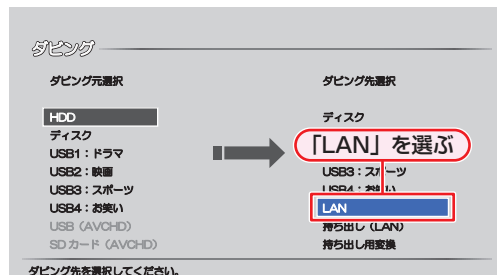 ダビング
ダビング元選択
HDD
ディスク
USB1：ドラマ
USB2：映画
USB3：スポーツ
USB4：お笑い
USB（AVCHD）
SDカード（AVCHD）
ダビング先選択
ディスク
「LAN」を選ぶ
USB3：スポーツ
USB4：お笑い
LAN
持ち出し（LAN）
持ち出し用変換
ダビング先を選択してください。